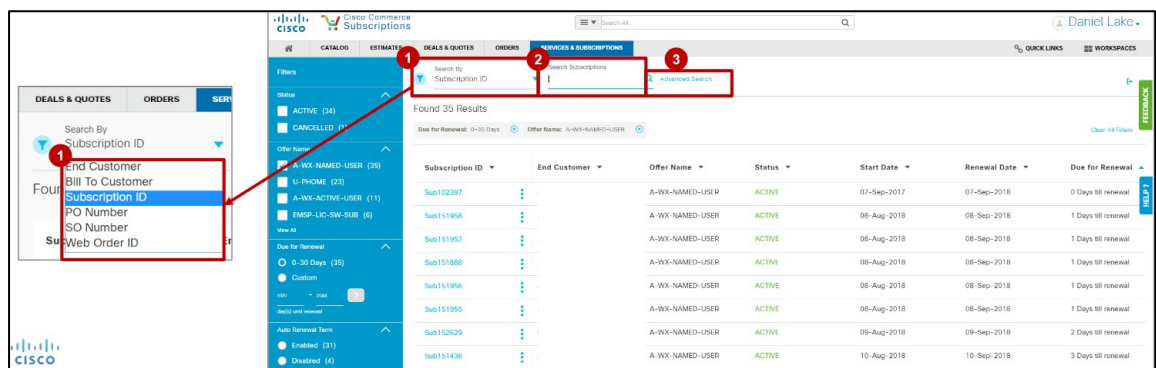 DEALS & QUOTES ORDERS SERV
Search By
Subscription ID
1
End Customer
Bill To Customer
Subscription ID
PO Number
SO Number
Web Order ID
Four
Su
CISCO
CISCO
Cisco Commerce
Subscriptions
Search All...
Daniel Lake
CATALOG ESTIMATES DEALS & QUOTES ORDERS SERVICES & SUBSCRIPTIONS QUICK LINKS WORKSPACES
1 2 3
Filters
Status
ACTIVE (34)
CANCELLED (1)
Offer Name
A-WX-NAMED-USER (35)
U-PHONE (23)
A-WX-ACTIVE-USER (11)
EMSP-LIC-SW-SUB (6)
View All
Due for Renewal
0-30 Days (35)
Custom
min - max
day(s) until renewal
Auto Renewal Term
Enabled (31)
Disabled (4)
Search By
Subscription ID
Search Subscriptions
Advanced Search
Found 35 Results
Due for Renewal: 0-30 Days Offer Name: A-WX-NAMED-USER Clear All Filters
Subscription ID End Customer Offer Name Status Start Date Renewal Date Due for Renewal
Sub102397 A-WX-NAMED-USER ACTIVE 07-Sep-2017 07-Sep-2018 0 Days till renewal
Sub151958 A-WX-NAMED-USER ACTIVE 08-Aug-2018 08-Sep-2018 1 Days till renewal
Sub151957 A-WX-NAMED-USER ACTIVE 08-Aug-2018 08-Sep-2018 1 Days till renewal
Sub151888 A-WX-NAMED-USER ACTIVE 08-Aug-2018 08-Sep-2018 1 Days till renewal
Sub151956 A-WX-NAMED-USER ACTIVE 08-Aug-2018 08-Sep-2018 1 Days till renewal
Sub151955 A-WX-NAMED-USER ACTIVE 08-Aug-2018 08-Sep-2018 1 Days till renewal
Sub152629 A-WX-NAMED-USER ACTIVE 09-Aug-2018 09-Sep-2018 2 Days till renewal
Sub151436 A-WX-NAMED-USER ACTIVE 10-Aug-2018 10-Sep-2018 3 Days till renewal
FEEDBACK
HELP ?